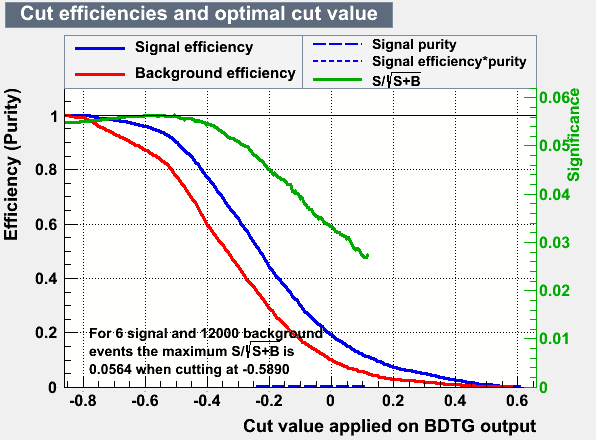 Cut efficiencies and optimal cut value
Signal efficiency
Background efficiency
Signal purity
Signal efficiency*purity
S/√S+B
Efficiency (Purity)
1
0.8
0.6
0.4
0.2
0
0.06
0.05
0.04
0.03
0.02
0.01
0
Significance
For 6 signal and 12000 background
events the maximum S/√S+B is
0.0564 when cutting at -0.5890
-0.8 -0.6 -0.4 -0.2 0 0.2 0.4 0.6
Cut value applied on BDTG output